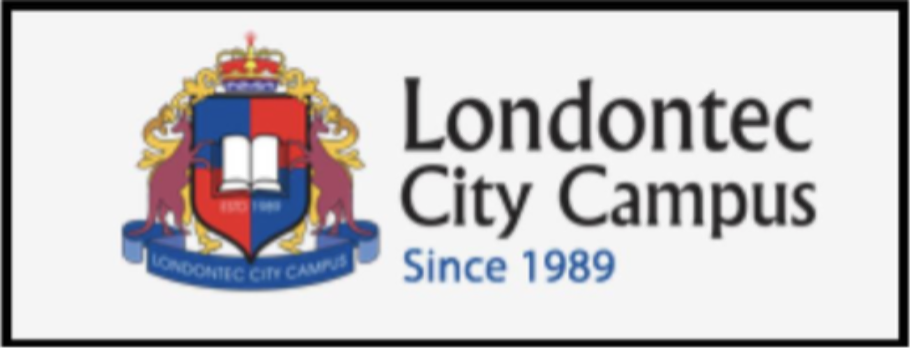 ESTD 1989
LONDONTEC CITY CAMPUS
Londontec
City Campus
Since 1989